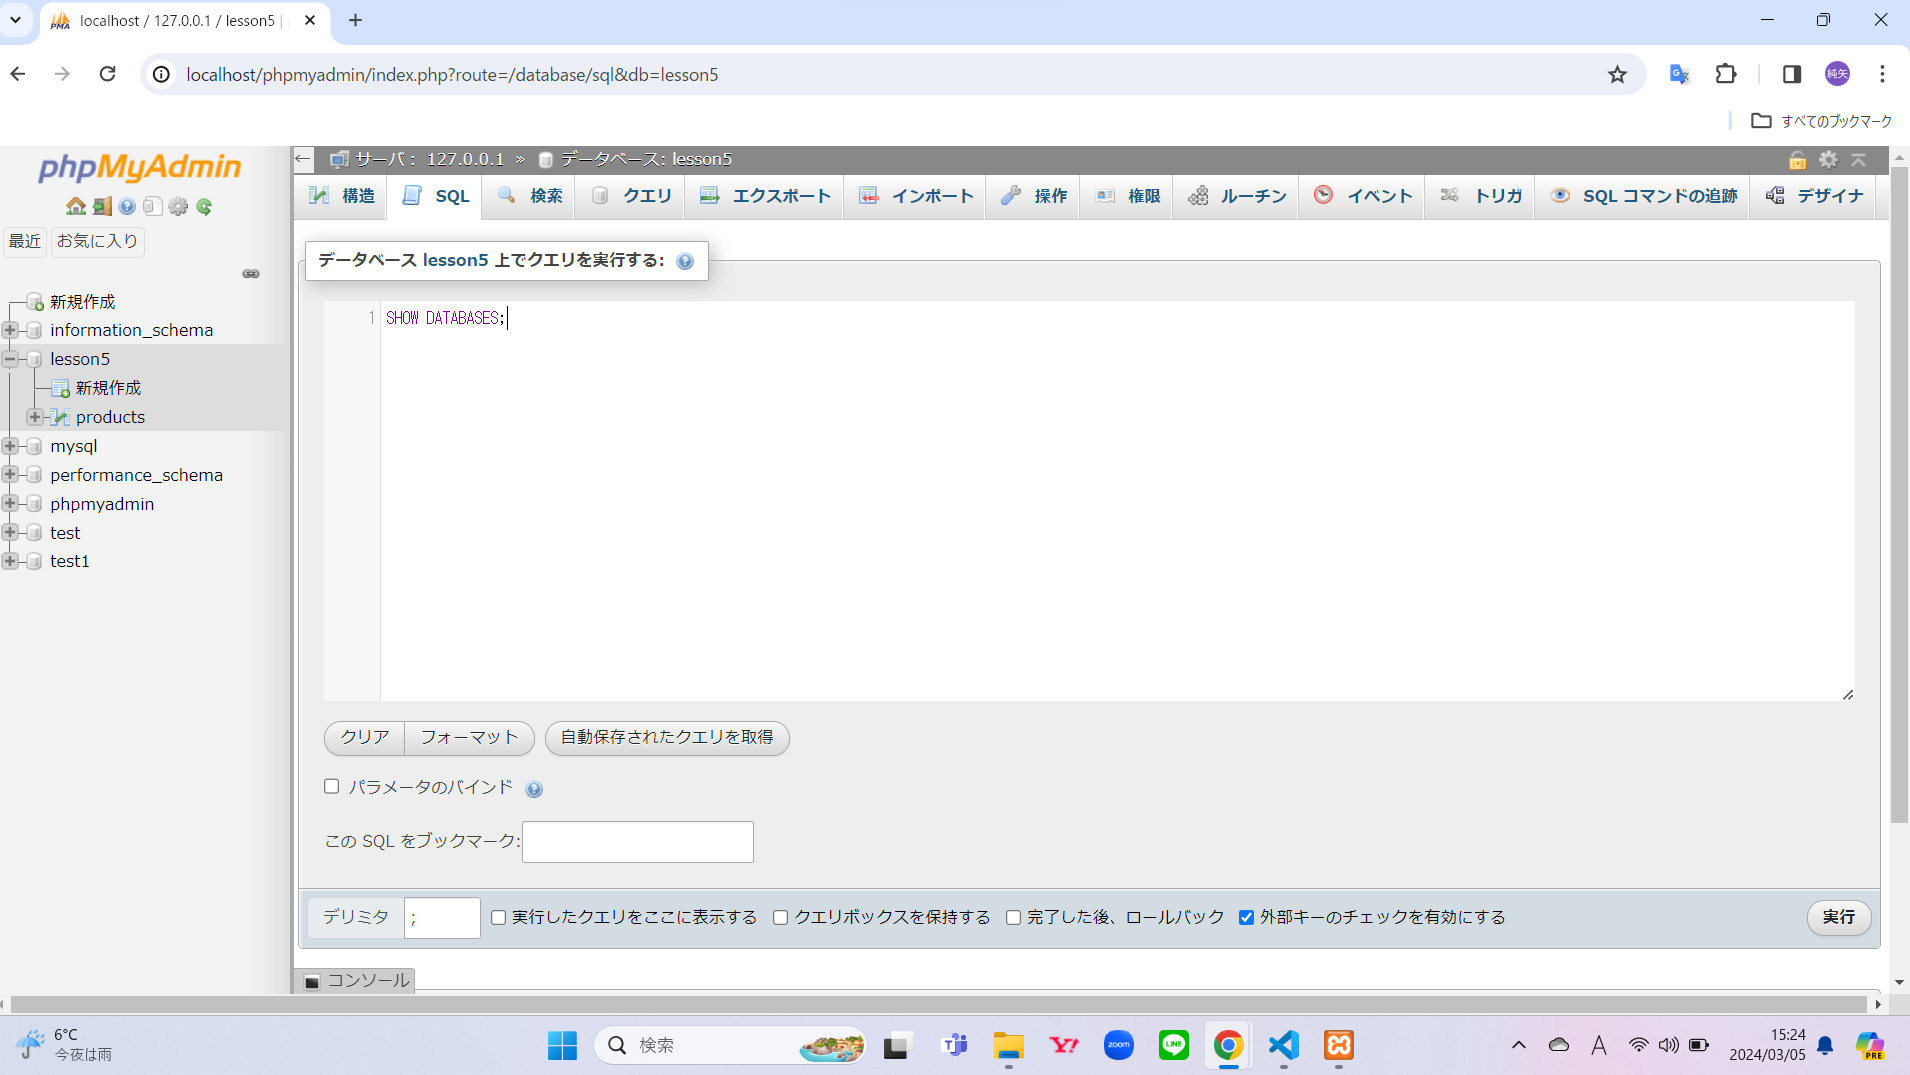 localhost / 127.0.0.1 / lesson5 |
localhost/phpmyadmin/index.php?route=/database/sql&db=lesson5
純矢
すべてのブックマーク
phpMyAdmin
最近 お気に入り
新規作成
information_schema
lesson5
新規作成
products
mysql
performance_schema
phpmyadmin
test
test1
サーバ: 127.0.0.1 » データベース: lesson5
構造 SQL 検索 クエリ エクスポート インポート 操作 権限 ルーチン イベント トリガ SQL コマンドの追跡 デザイナ
データベース lesson5 上でクエリを実行する:
1 SHOW DATABASES;
クリア フォーマット 自動保存されたクエリを取得
パラメータのバインド
この SQL をブックマーク:
デリミタ ; 実行したクエリをここに表示する クエリボックスを保持する 完了した後、ロールバック 外部キーのチェックを有効にする 実行
コンソール
6°C
今夜は雨
検索
zoom
LINE
A
15:24
2024/03/05
PRE